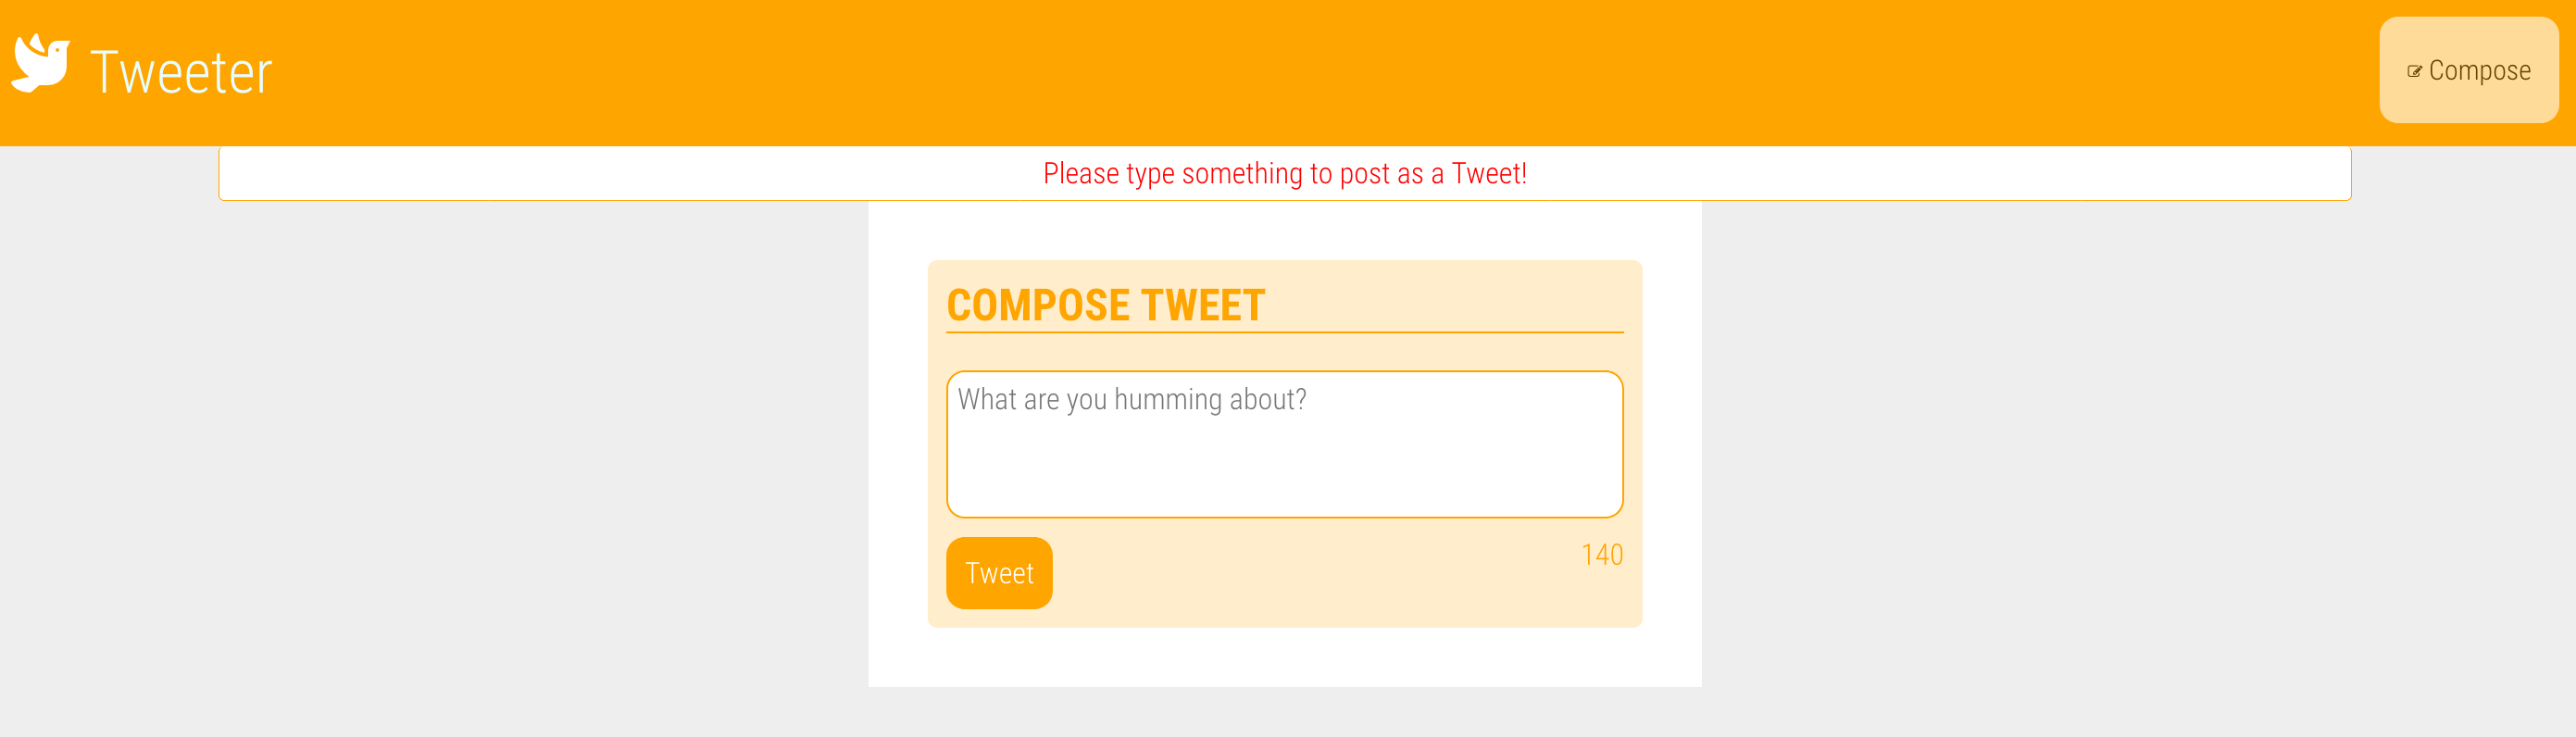 Tweeter
Compose
Please type something to post as a Tweet!
COMPOSE TWEET
What are you humming about?
Tweet
140